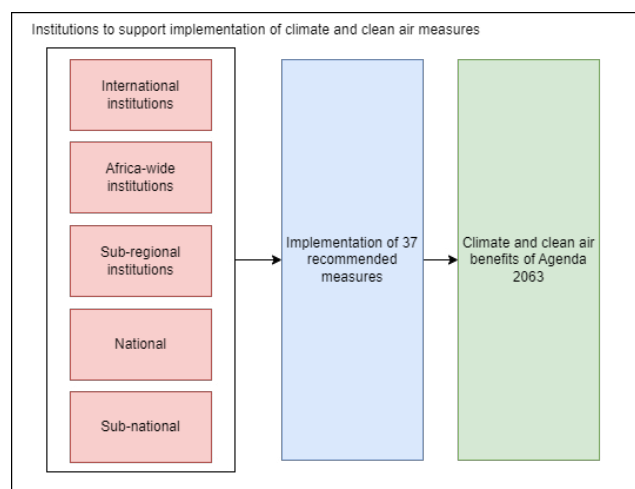 Institutions to support implementation of climate and clean air measures
International
institutions
Africa-wide
institutions
Sub-regional
institutions
National
Sub-national
Implementation of 37
recommended
measures
Climate and clean air
benefits of Agenda
2063